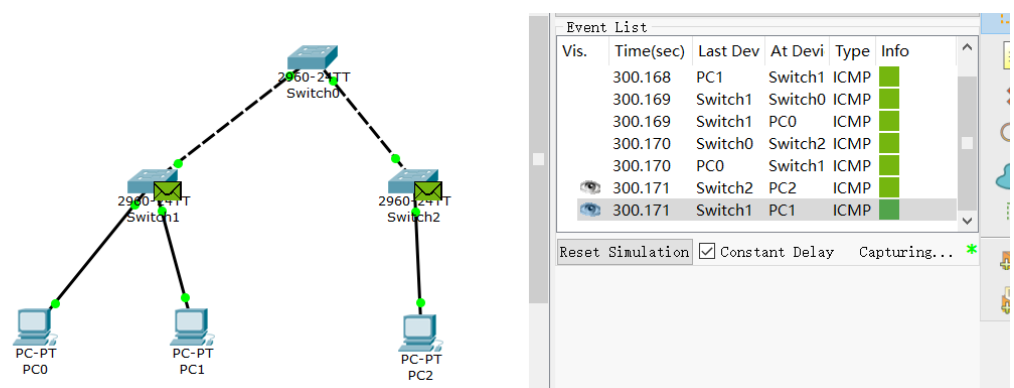 2960-24TT
Switch0
2960-24TT
Switch1
2960-24TT
Switch2
PC-PT
PC0
PC-PT
PC1
PC-PT
PC2
Event List
Vis. Time(sec) Last Dev At Devi Type Info
300.168 PC1 Switch1 ICMP
300.169 Switch1 Switch0 ICMP
300.169 Switch1 PC0 ICMP
300.170 Switch0 Switch2 ICMP
300.170 PC0 Switch1 ICMP
300.171 Switch2 PC2 ICMP
300.171 Switch1 PC1 ICMP
Reset Simulation Constant Delay Capturing... *